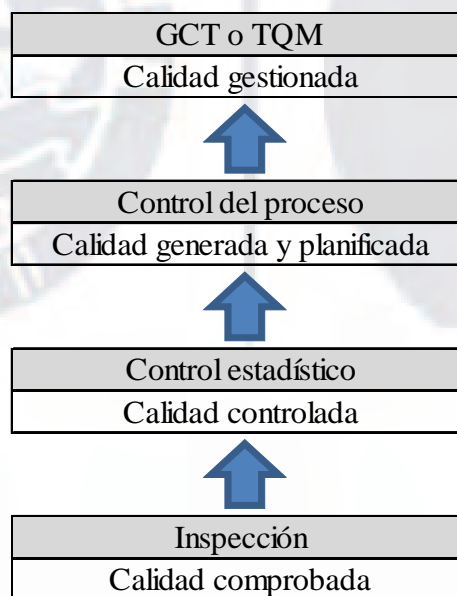 GCT o TQM
Calidad gestionada
Control del proceso
Calidad generada y planificada
Control estadístico
Calidad controlada
Inspección
Calidad comprobada